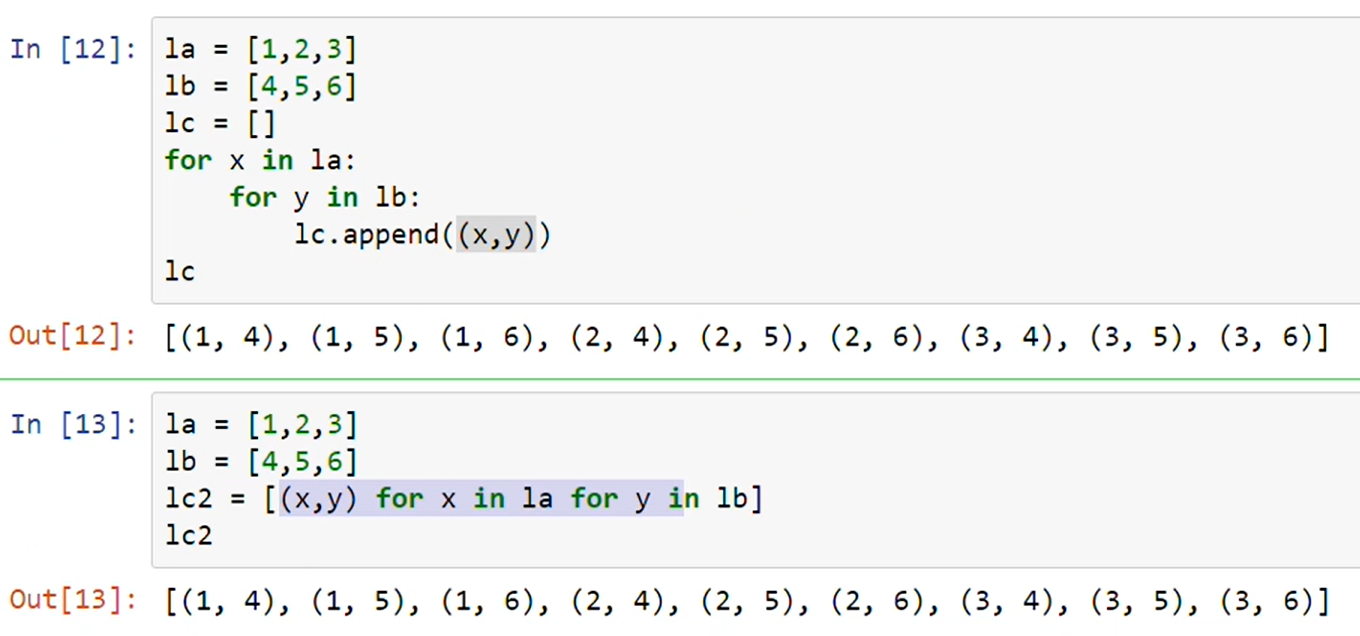 In [12]: la = [1,2,3]
lb = [4,5,6]
lc = []
for x in la:
    for y in lb:
        lc.append((x,y))
lc
Out[12]: [(1, 4), (1, 5), (1, 6), (2, 4), (2, 5), (2, 6), (3, 4), (3, 5), (3, 6)]
In [13]: la = [1,2,3]
lb = [4,5,6]
lc2 = [(x,y) for x in la for y in lb]
lc2
Out[13]: [(1, 4), (1, 5), (1, 6), (2, 4), (2, 5), (2, 6), (3, 4), (3, 5), (3, 6)]